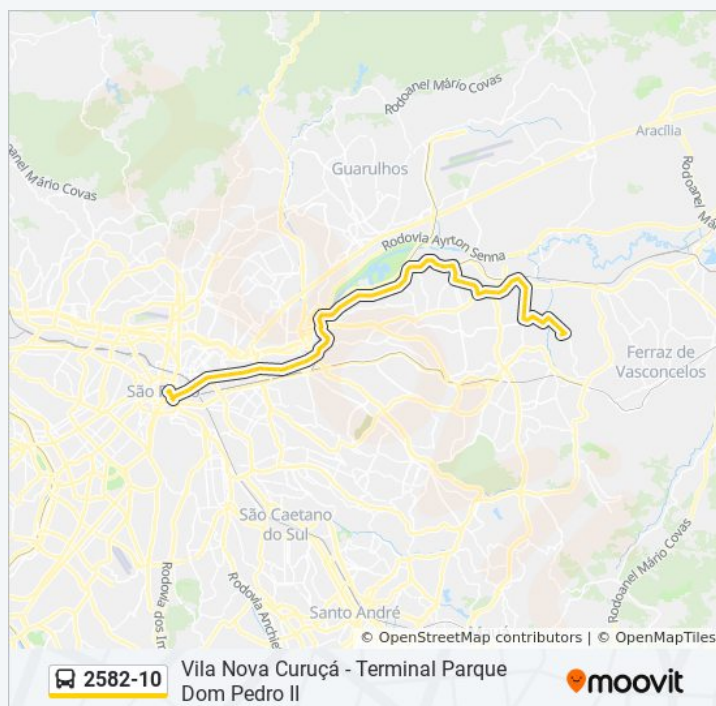 Rodoanel Mário Covas
Aracília
Guarulhos
Rodoanel Mário Covas
Rodoanel Má
Rodovia Ayrton Senna
Ferraz de
Vasconcelos
São P
São Caetano
do Sul
Rodoanel Mário Covas
Rodovia dos Im
Rodovia Anchie
Santo André
© OpenStreetMap contributors | © OpenMapTiles
2582-10
Vila Nova Curuçá - Terminal Parque
Dom Pedro II
moovit